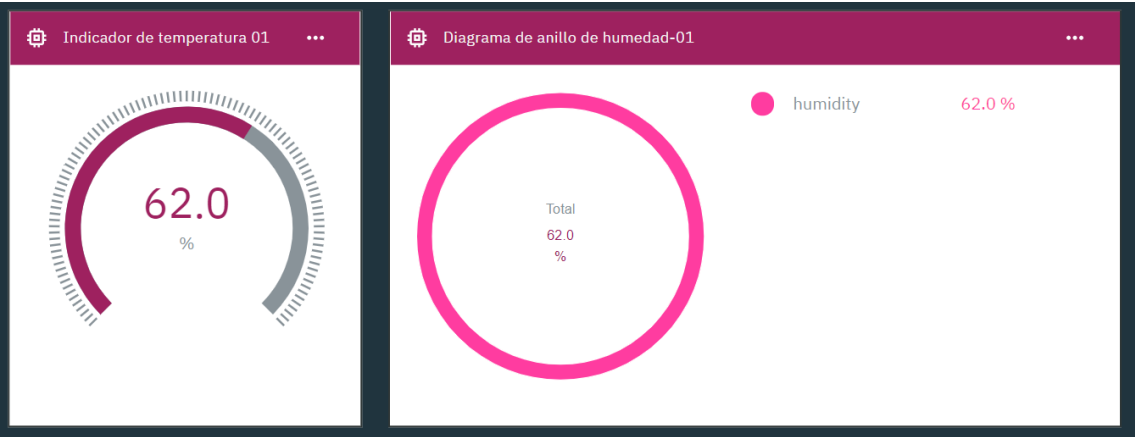 Indicador de temperatura 01
62.0
%
Diagrama de anillo de humedad-01
Total
62.0
%
humidity 62.0 %